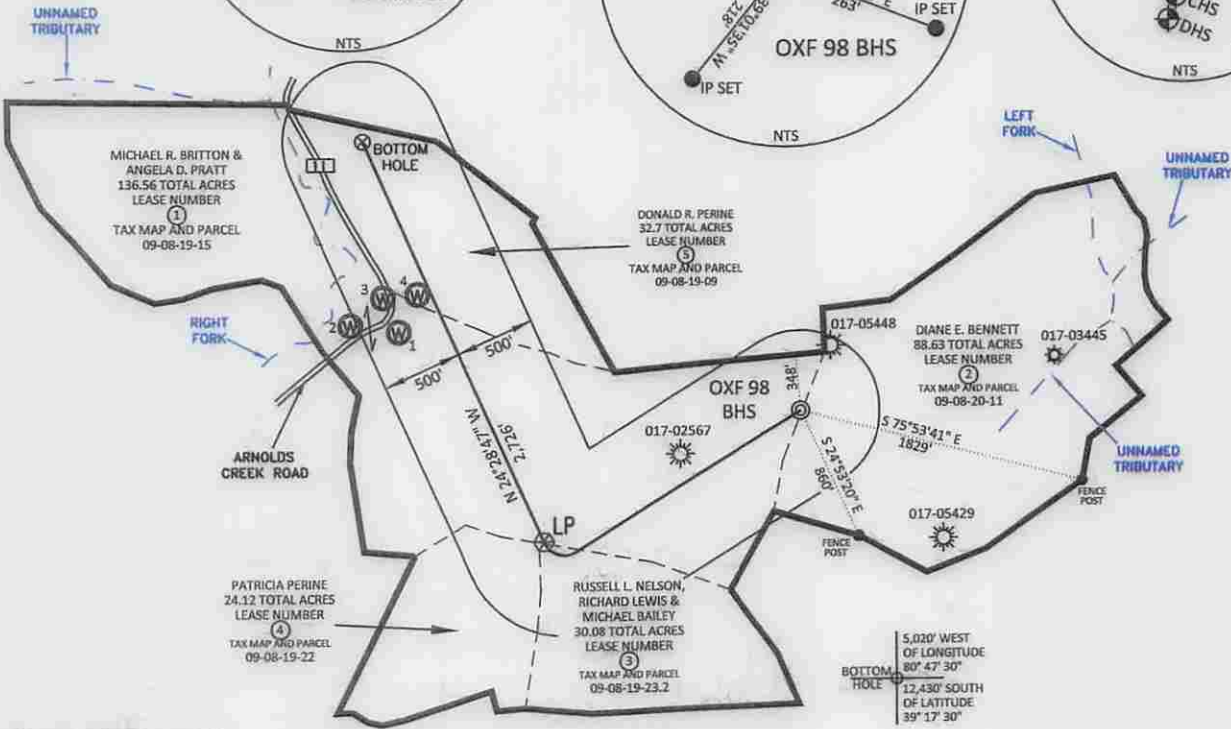 UNNAMED
TRIBUTARY
NTS
S 39°01'35" W
218'
263'
E
IP SET
IP SET
OXF 98 BHS
NTS
CHS
DHS
NTS
MICHAEL R. BRITTON &
ANGELA D. PRATT
136.56 TOTAL ACRES
LEASE NUMBER
1
TAX MAP AND PARCEL
09-08-19-15
11
BOTTOM
HOLE
DONALD R. PERINE
32.7 TOTAL ACRES
LEASE NUMBER
5
TAX MAP AND PARCEL
09-08-19-09
LEFT
FORK
UNNAMED
TRIBUTARY
RIGHT
FORK
3
W
4
W
2
W
W
1
500'
500'
ARNOLDS
CREEK ROAD
N 24°28'47" W
2,726'
017-05448
348'
OXF 98
BHS
017-02567
DIANE E. BENNETT
88.63 TOTAL ACRES
LEASE NUMBER
2
TAX MAP AND PARCEL
09-08-20-11
017-03445
S 75°53'41" E
1829'
S 24°53'20" E
860'
UNNAMED
TRIBUTARY
FENCE
POST
017-05429
FENCE
POST
LP
PATRICIA PERINE
24.12 TOTAL ACRES
LEASE NUMBER
4
TAX MAP AND PARCEL
09-08-19-22
RUSSELL L. NELSON,
RICHARD LEWIS &
MICHAEL BAILEY
30.08 TOTAL ACRES
LEASE NUMBER
3
TAX MAP AND PARCEL
09-08-19-23.2
BOTTOM
HOLE
5,020' WEST
OF LONGITUDE
80° 47' 30"
12,430' SOUTH
OF LATITUDE
39° 17' 30"